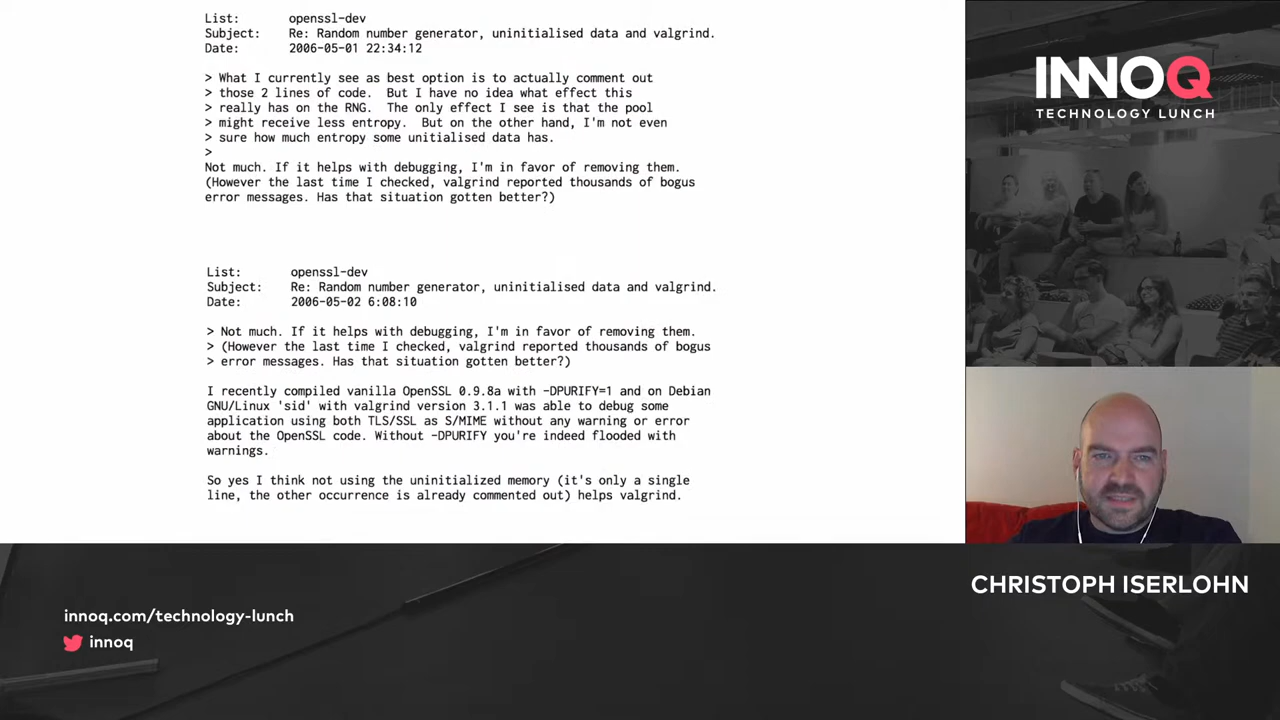 List: openssl-dev
Subject: Re: Random number generator, uninitialised data and valgrind.
Date: 2006-05-01 22:34:12
> What I currently see as best option is to actually comment out
> those 2 lines of code. But I have no idea what effect this
> really has on the RNG. The only effect I see is that the pool
> might receive less entropy. But on the other hand, I'm not even
> sure how much entropy some unitialised data has.
>
Not much. If it helps with debugging, I'm in favor of removing them.
(However the last time I checked, valgrind reported thousands of bogus
error messages. Has that situation gotten better?)
List: openssl-dev
Subject: Re: Random number generator, uninitialised data and valgrind.
Date: 2006-05-02 6:08:10
> Not much. If it helps with debugging, I'm in favor of removing them.
> (However the last time I checked, valgrind reported thousands of bogus
> error messages. Has that situation gotten better?)
I recently compiled vanilla OpenSSL 0.9.8a with -DPURIFY=1 and on Debian
GNU/Linux 'sid' with valgrind version 3.1.1 was able to debug some
application using both TLS/SSL as S/MIME without any warning or error
about the OpenSSL code. Without -DPURIFY you're indeed flooded with
warnings.
So yes I think not using the uninitialized memory (it's only a single
line, the other occurrence is already commented out) helps valgrind.
INNOQ
TECHNOLOGY LUNCH
CHRISTOPH ISERLOHN
innoq.com/technology-lunch
innoq